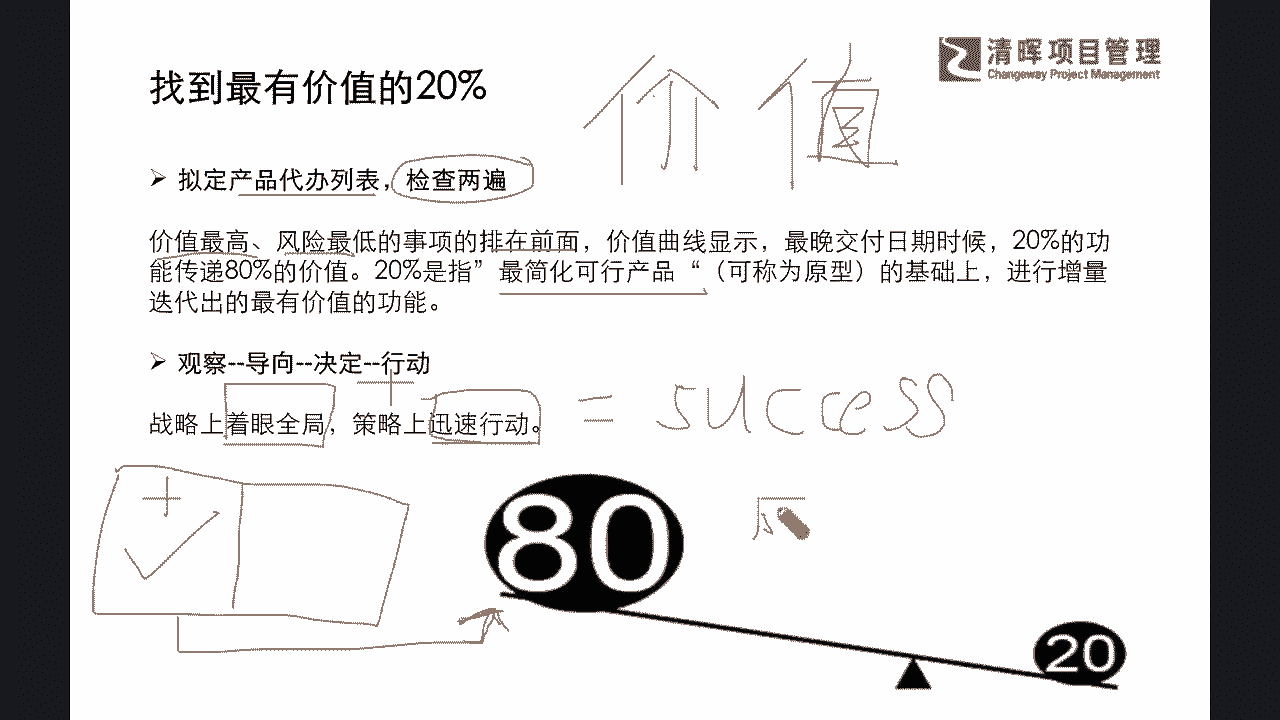 清晖项目管理
Changeway Project Management
找到最有价值的20%
价值
➢ 拟定产品代办列表，检查两遍
价值最高、风险最低的事项的排在前面，价值曲线显示，最晚交付日期时候，20%的功
能传递80%的价值。20%是指”最简化可行产品“（可称为原型）的基础上，进行增量
迭代出的最有价值的功能。
➢ 观察--导向--决定--行动
+
战略上着眼全局，策略上迅速行动。 = success
+
80
20